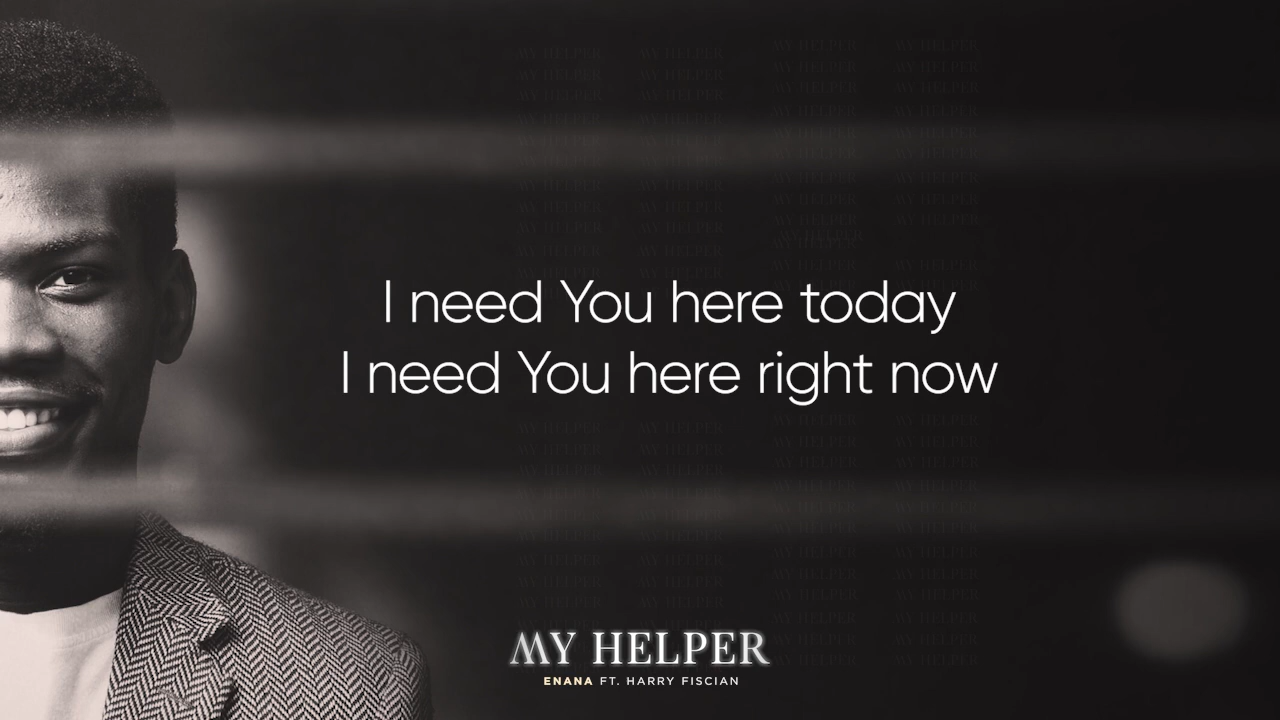 I need You here today
I need You here right now
MY HELPER
ENANA FT. HARRY FISCIAN